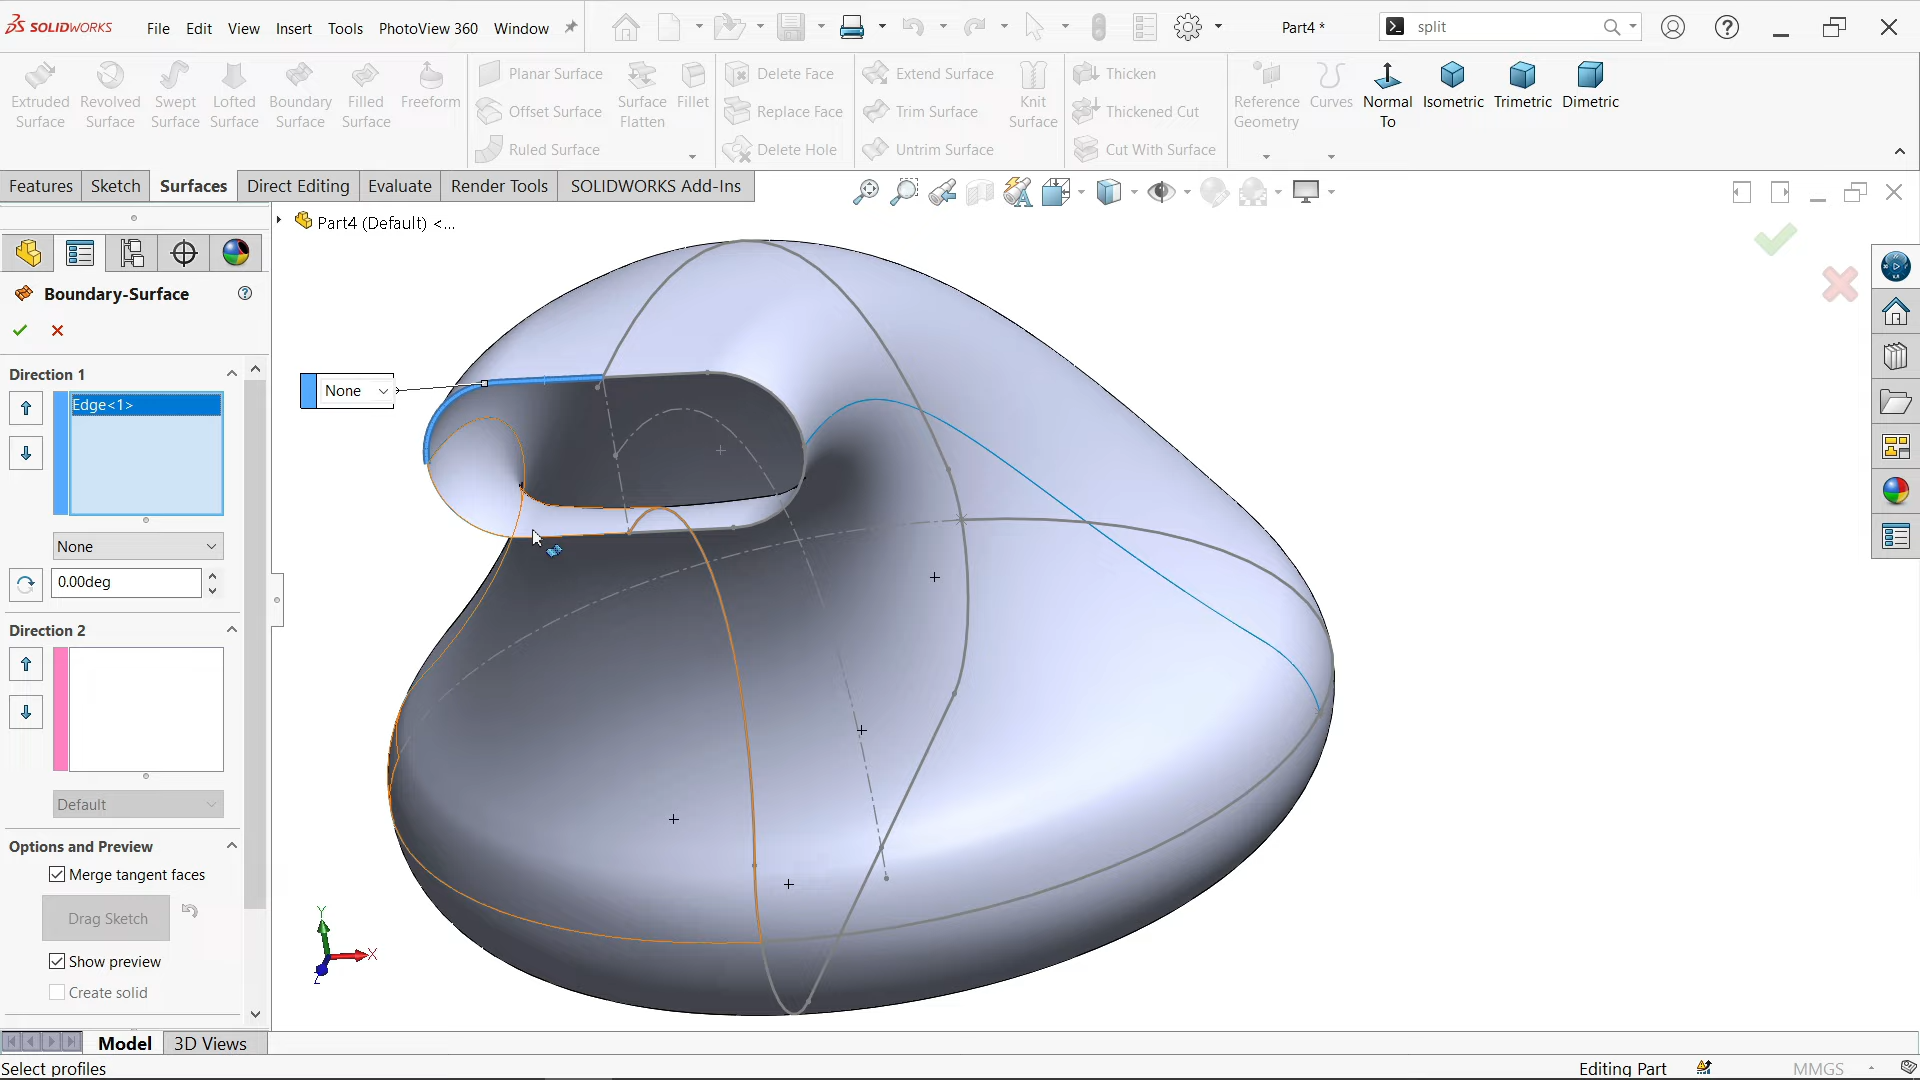 SOLIDWORKS File Edit View Insert Tools PhotoView 360 Window Part4 * split
Extruded Surface
Revolved Surface
Swept Surface
Lofted Surface
Boundary Surface
Filled Surface
Freeform
Planar Surface
Offset Surface
Ruled Surface
Surface Flatten
Fillet
Delete Face
Replace Face
Delete Hole
Extend Surface
Trim Surface
Untrim Surface
Knit Surface
Thicken
Thickened Cut
Cut With Surface
Reference Geometry
Curves
Normal To
Isometric
Trimetric
Dimetric
Features Sketch Surfaces Direct Editing Evaluate Render Tools SOLIDWORKS Add-Ins
Part4 (Default) <...
Boundary-Surface
Direction 1
Edge<1>
None
0.00deg
Direction 2
Default
Options and Preview
Merge tangent faces
Drag Sketch
Show preview
Create solid
None
Y
X
Z
Model 3D Views
Select profiles Editing Part MMGS